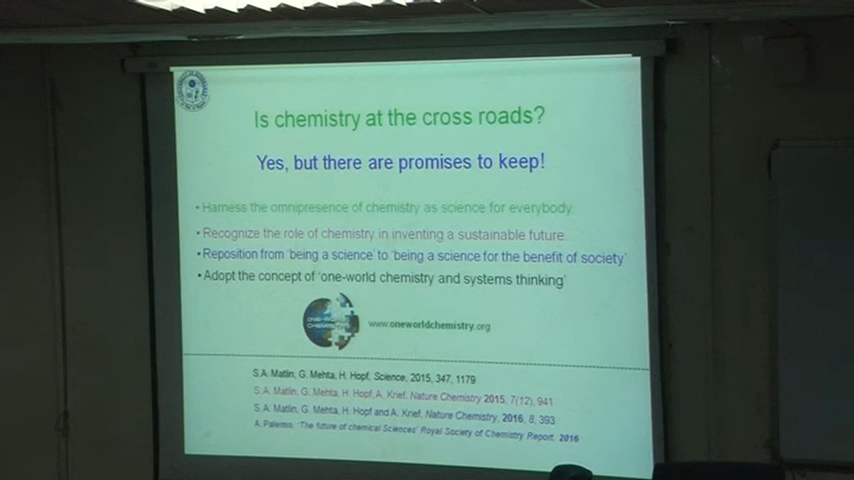 Is chemistry at the cross roads?
Yes, but there are promises to keep!
• Harness the omnipresence of chemistry as science for everybody.
• Recognize the role of chemistry in inventing a sustainable future.
• Reposition from 'being a science' to 'being a science for the benefit of society'
• Adopt the concept of 'one-world chemistry and systems thinking'
ONE-WORLD
CHEMISTRY
www.oneworldchemistry.org
S.A. Matlin, G. Mehta, H. Hopf, Science, 2015, 347, 1179
S. A. Matlin, G. Mehta, H. Hopf, A. Krief, Nature Chemistry 2015, 7(12), 941
S. A. Matlin, G. Mehta, H. Hopf and A. Krief, Nature Chemistry, 2016, 8, 393
A. Palermo, 'The future of chemical Sciences' Royal Society of Chemistry Report. 2016